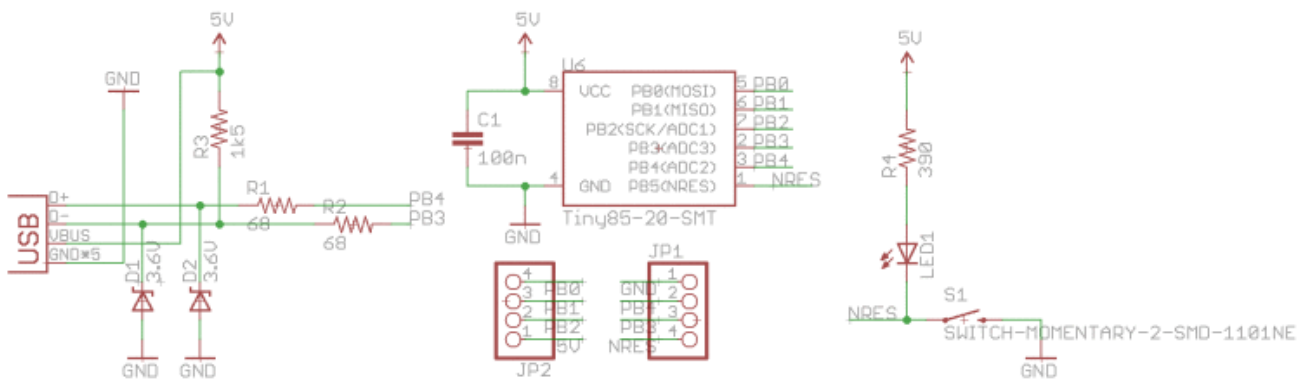 5V
GND
R3
1k5
D+
D-
VBUS
GND*5
USB
R1
68
R2
68
PB4
PB3
D1
3.6V
D2
3.6V
GND
GND
5V
C1
100n
GND
U6
8
VCC
4
GND
PB0(MOSI)
PB1(MISO)
PB2(SCK/ADC1)
PB3(ADC3)
PB4(ADC2)
PB5(NRES)
5
PB0
6
PB1
7
PB2
2
PB3
3
PB4
1
NRES
Tiny85-20-SMT
4
PB0
3
PB1
2
PB2
1
5V
JP2
JP1
GND
1
PB4
2
PB3
3
NRES
4
5V
R4
390
LED1
NRES
S1
SWITCH-MOMENTARY-2-SMD-1101NE
GND